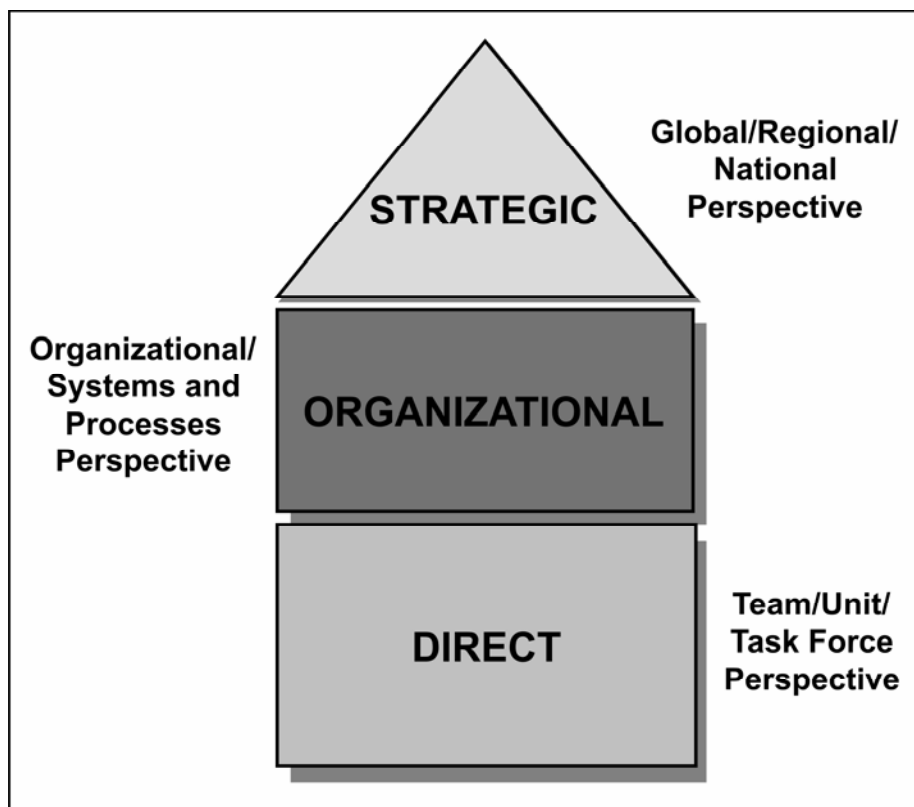 STRATEGIC
Global/Regional/
National
Perspective
Organizational/
Systems and
Processes
Perspective
ORGANIZATIONAL
DIRECT
Team/Unit/
Task Force
Perspective